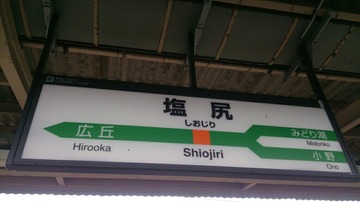 塩尻
しおじり
Shiojiri
広丘
Hirooka
みどり湖
Midoriko
小野
Ono